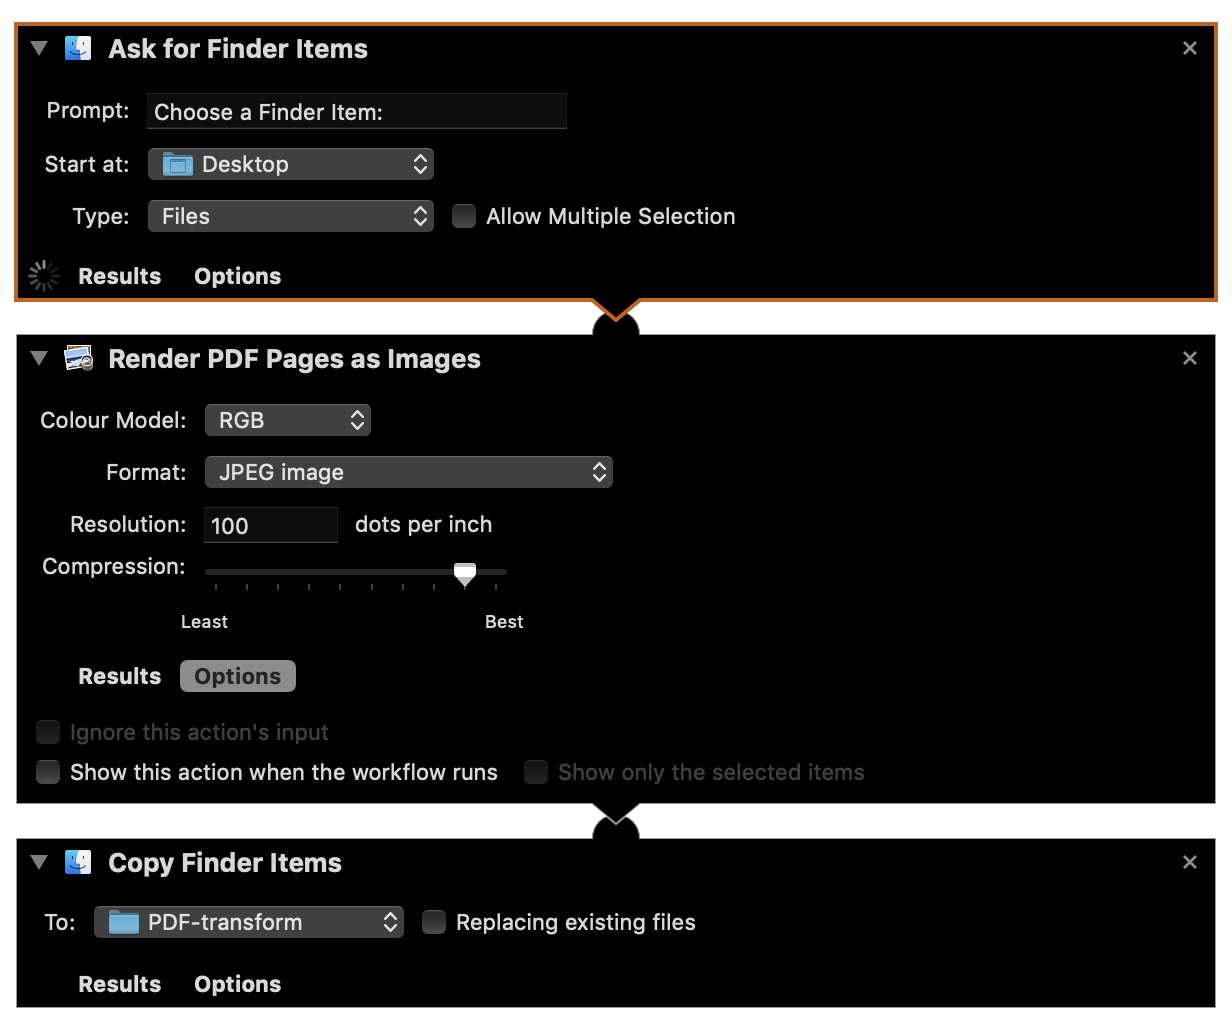 Ask for Finder Items
Prompt: Choose a Finder Item:
Start at: Desktop
Type: Files Allow Multiple Selection
Results Options
Render PDF Pages as Images
Colour Model: RGB
Format: JPEG image
Resolution: 100 dots per inch
Compression:
Least Best
Results Options
Ignore this action's input
Show this action when the workflow runs Show only the selected items
Copy Finder Items
To: PDF-transform Replacing existing files
Results Options